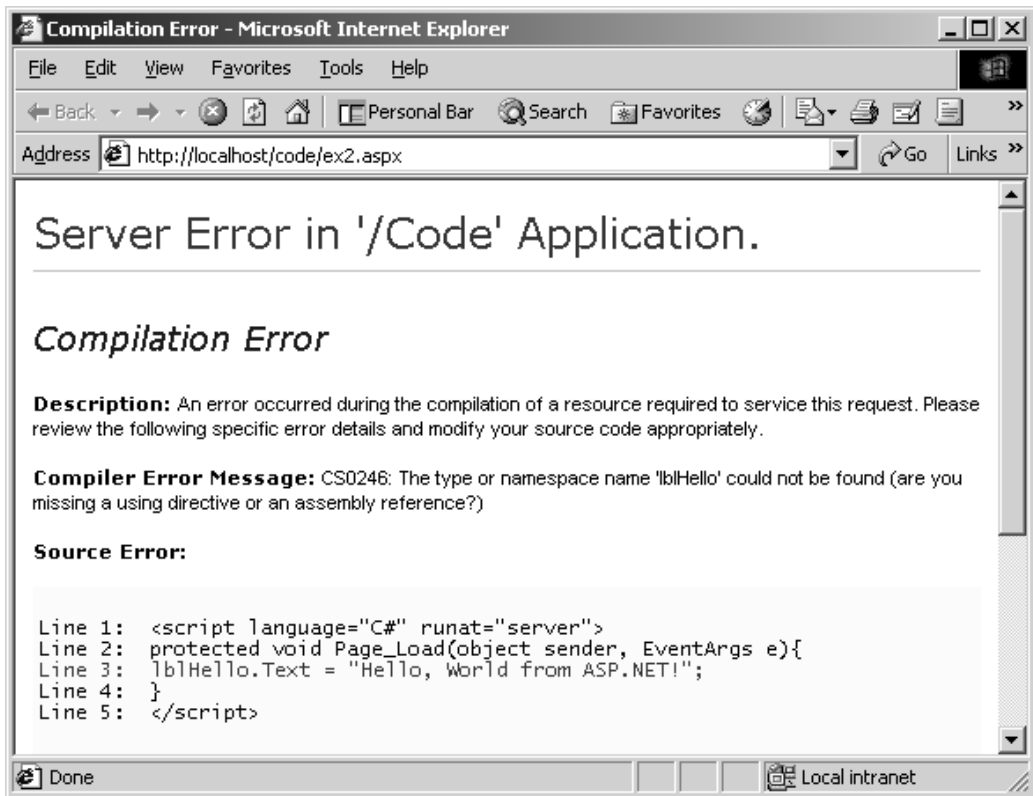 Compilation Error - Microsoft Internet Explorer
File Edit View Favorites Tools Help
Back Personal Bar Search Favorites »
Address http://localhost/code/ex2.aspx Go Links »
Server Error in '/Code' Application.
Compilation Error
Description: An error occurred during the compilation of a resource required to service this request. Please
review the following specific error details and modify your source code appropriately.
Compiler Error Message: CS0246: The type or namespace name 'lblHello' could not be found (are you
missing a using directive or an assembly reference?)
Source Error:
Line 1: <script language="C#" runat="server">
Line 2: protected void Page_Load(object sender, EventArgs e){
Line 3: lblHello.Text = "Hello, World from ASP.NET!";
Line 4: }
Line 5: </script>
Done Local intranet